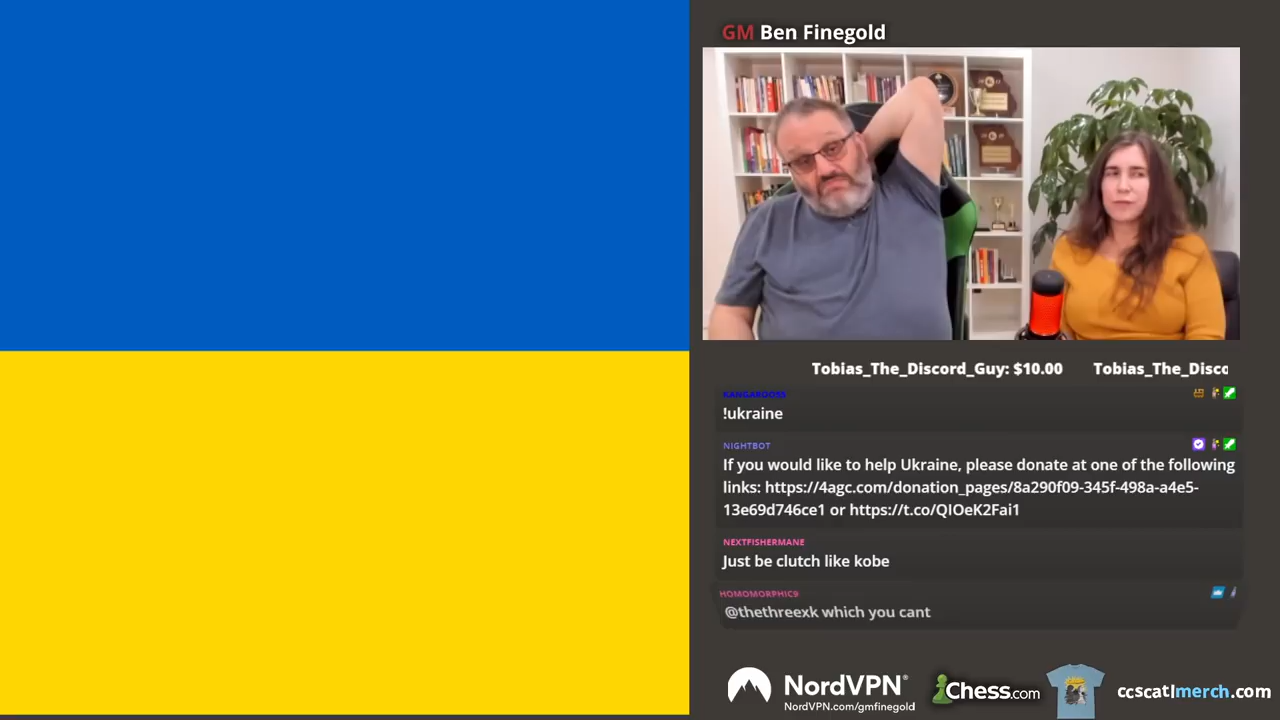 GM Ben Finegold
Tobias_The_Discord_Guy: $10.00 Tobias_The_Disco
KANGAROOSS
!ukraine
NIGHTBOT
If you would like to help Ukraine, please donate at one of the following
links: https://4agc.com/donation_pages/8a290f09-345f-498a-a4e5-
13e69d746ce1 or https://t.co/QIOeK2Fai1
NEXTFISHERMANE
Just be clutch like kobe
HOMOMORPHIC9
@thethreexk which you cant
NordVPN®
NordVPN.com/gmfinegold
Chess.com
ccscatlmerch.com